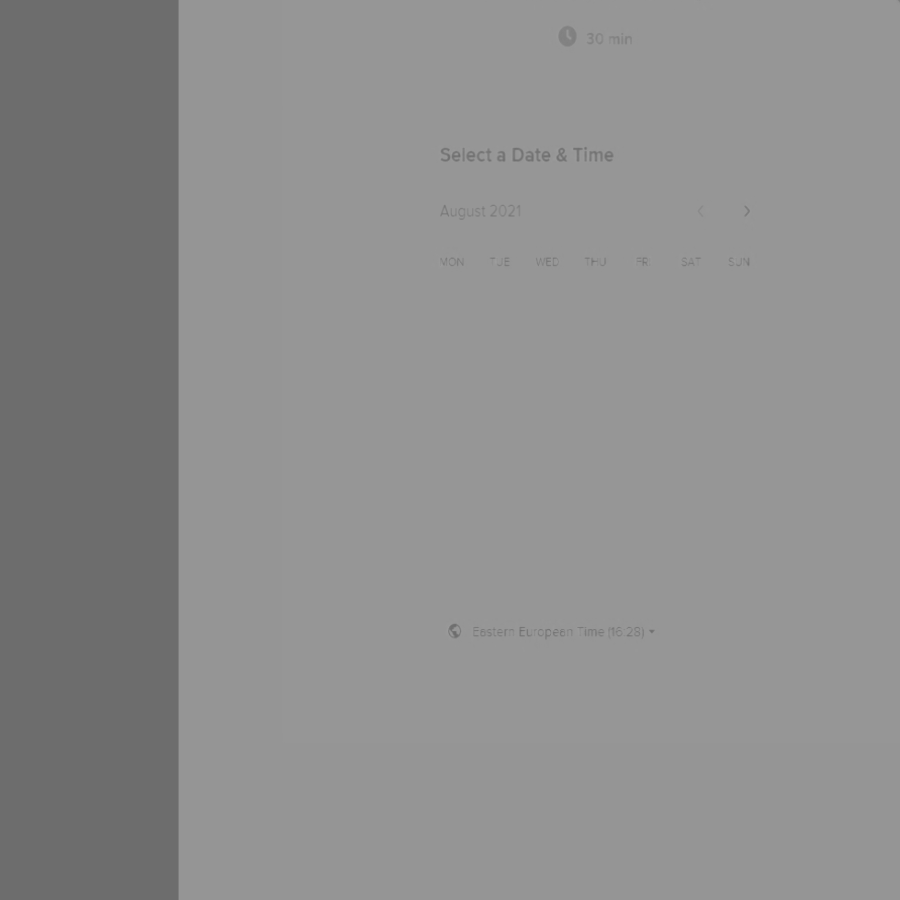 30 min
Select a Date & Time
August 2021
MON TUE WED THU FRI SAT SUN
Eastern European Time (16:28)